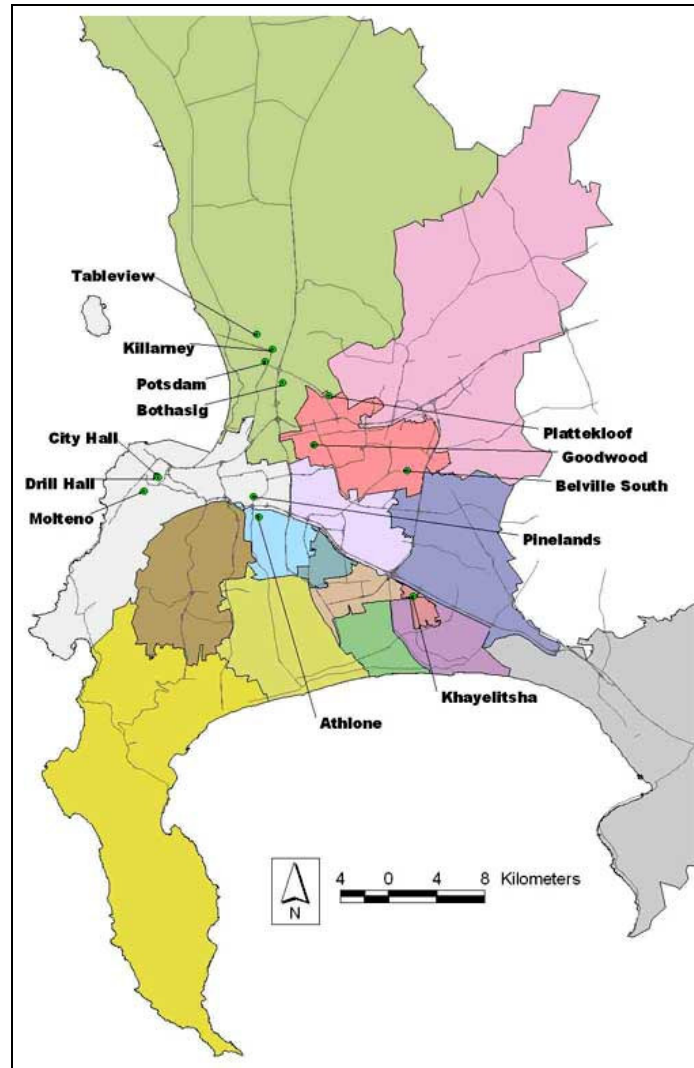 Tableview
Killarney
Potsdam
Bothasig
City Hall
Plattekloof
Goodwood
Drill Hall
Belville South
Molteno
Pinelands
Khayelitsha
Athlone
4 0 4 8 Kilometers
N